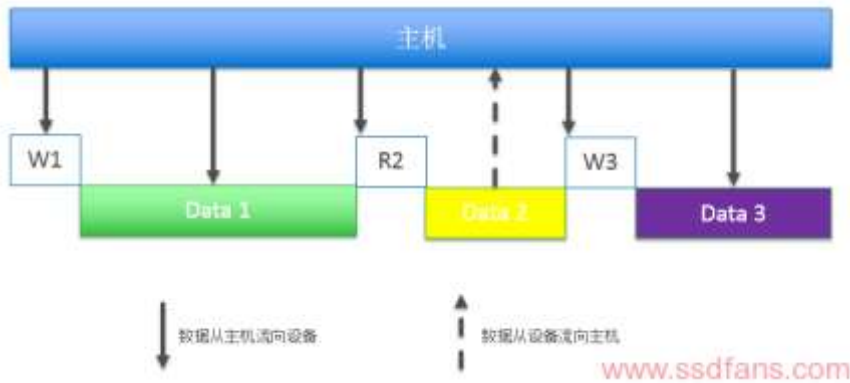 主机
W1
R2
W3
Data 1
Data 2
Data 3
数据从主机流向设备
数据从设备流向主机
www.ssdfans.com